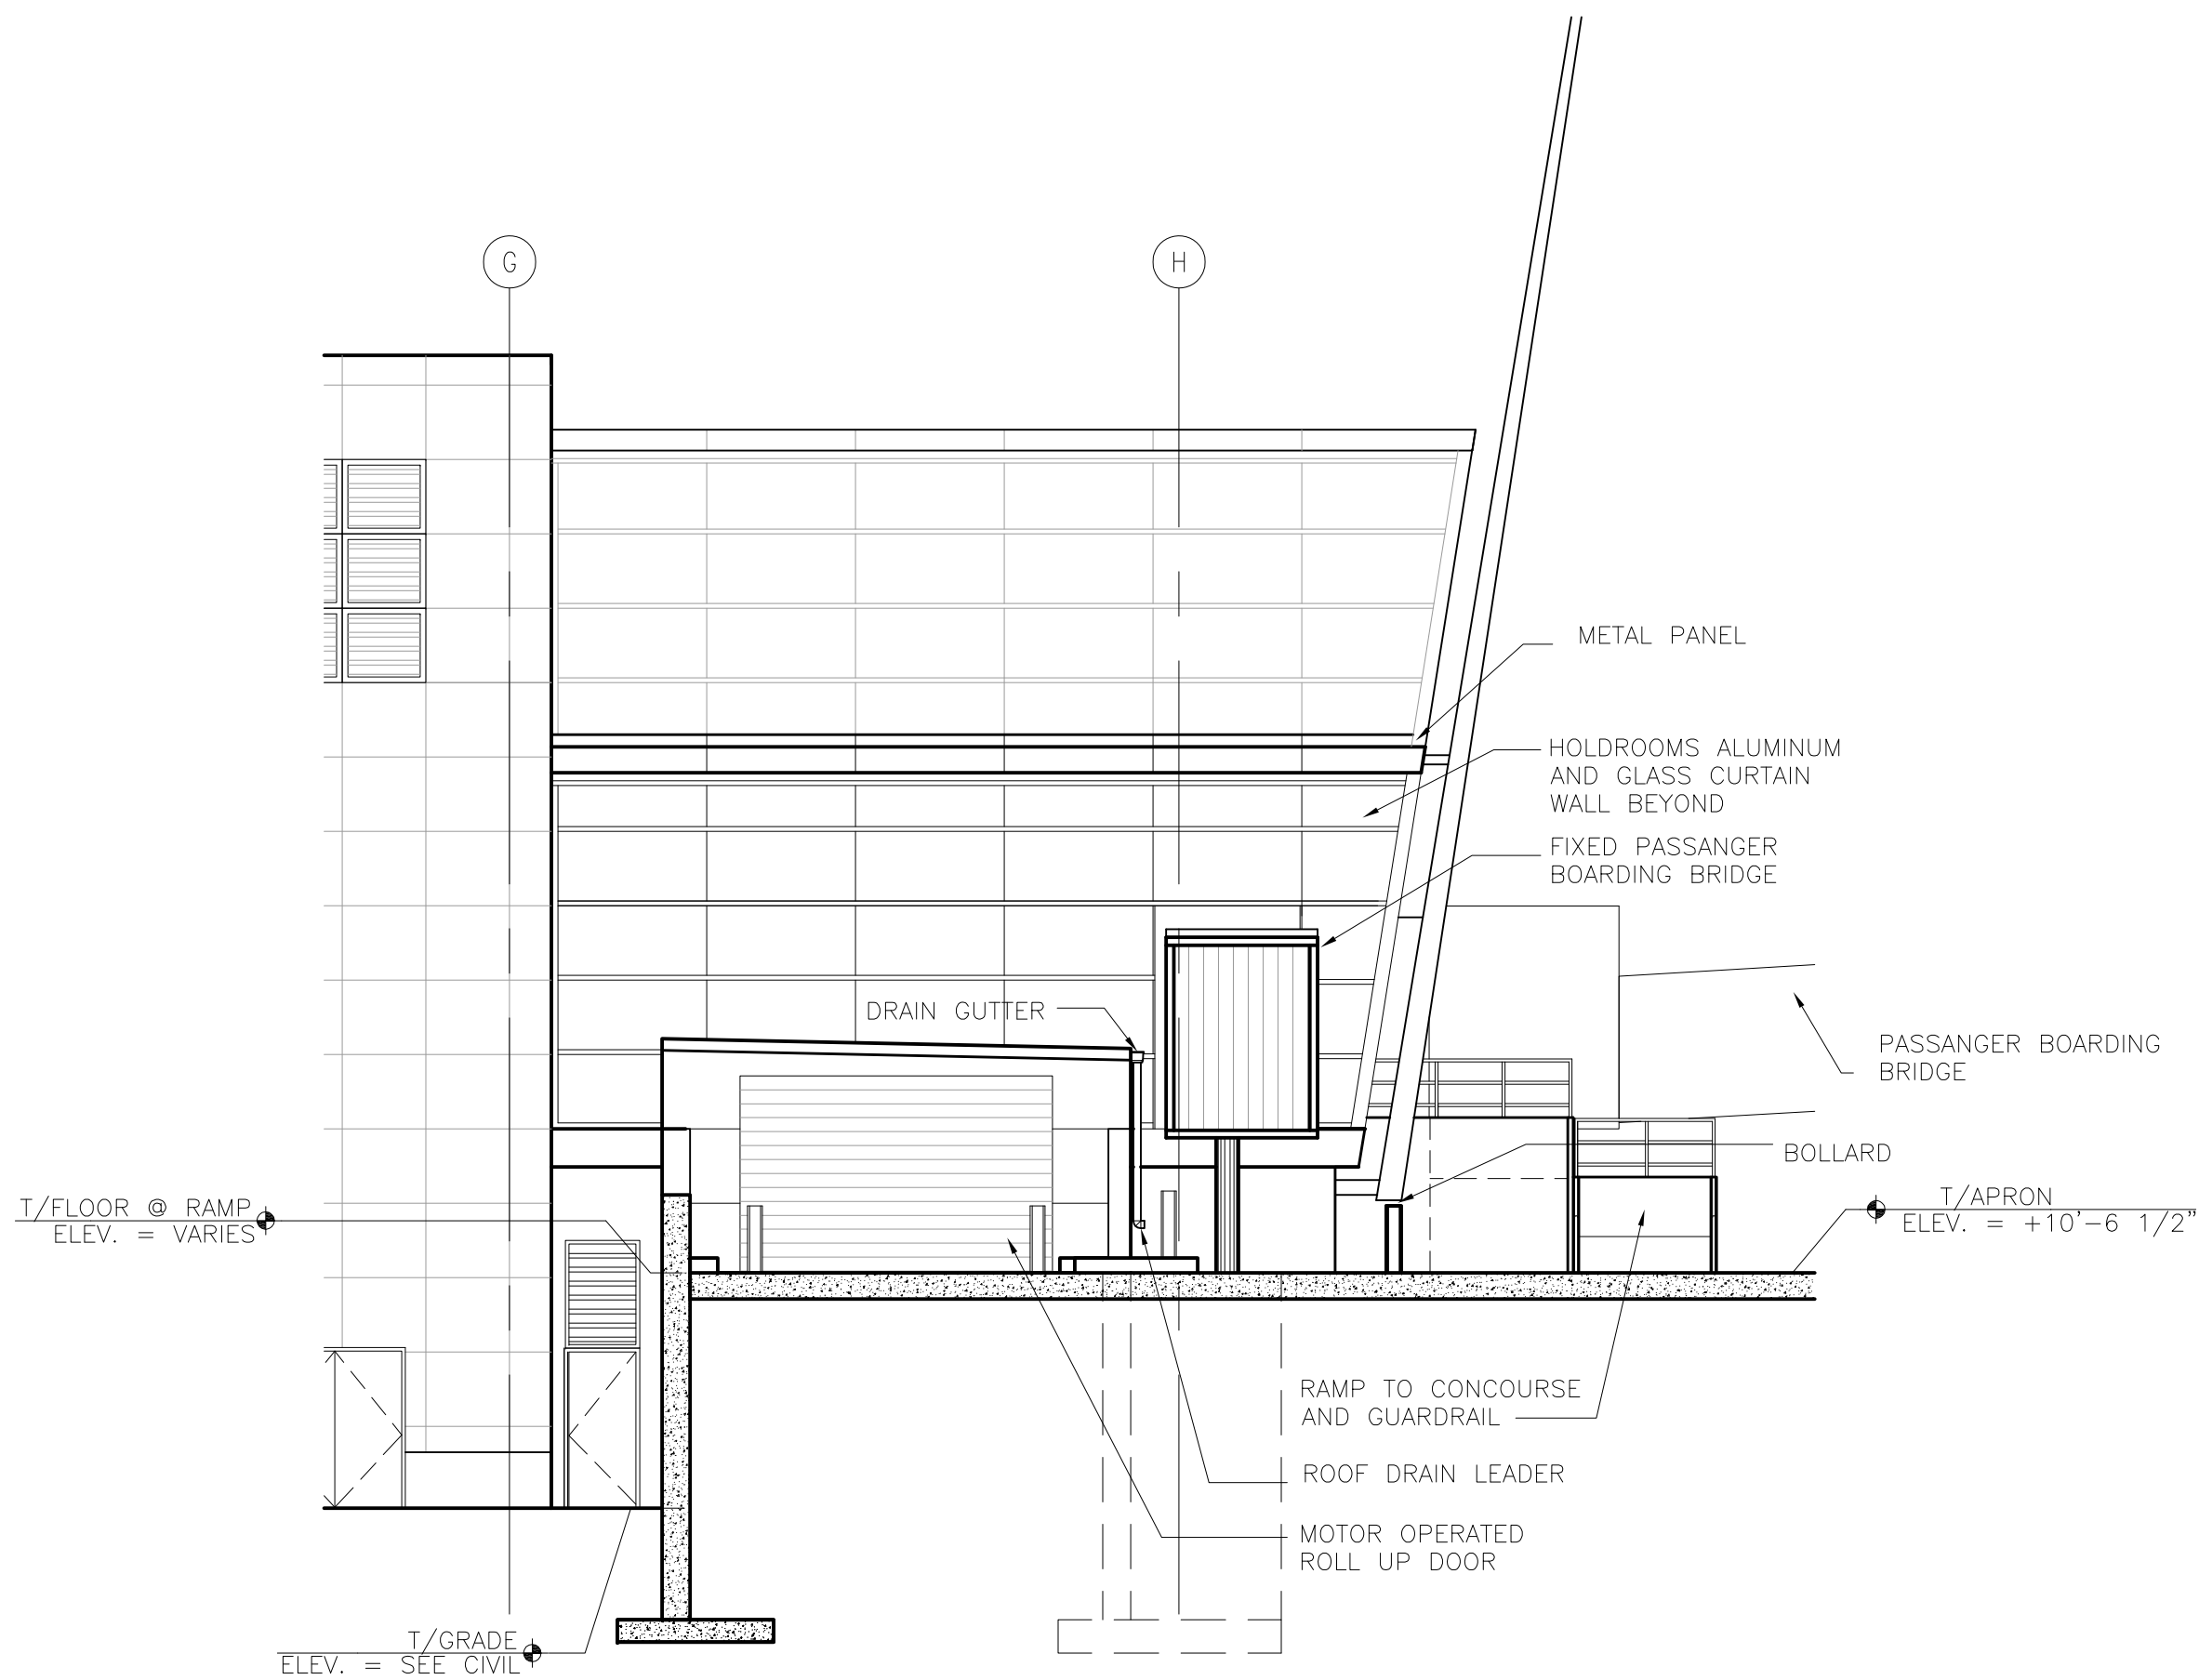 G
H
METAL PANEL
HOLDROOMS ALUMINUM
AND GLASS CURTAIN
WALL BEYOND
FIXED PASSANGER
BOARDING BRIDGE
DRAIN GUTTER
PASSANGER BOARDING
BRIDGE
BOLLARD
T/FLOOR @ RAMP
ELEV. = VARIES
T/APRON
ELEV. = +10'-6 1/2"
RAMP TO CONCOURSE
AND GUARDRAIL
ROOF DRAIN LEADER
MOTOR OPERATED
ROLL UP DOOR
T/GRADE
ELEV. = SEE CIVIL